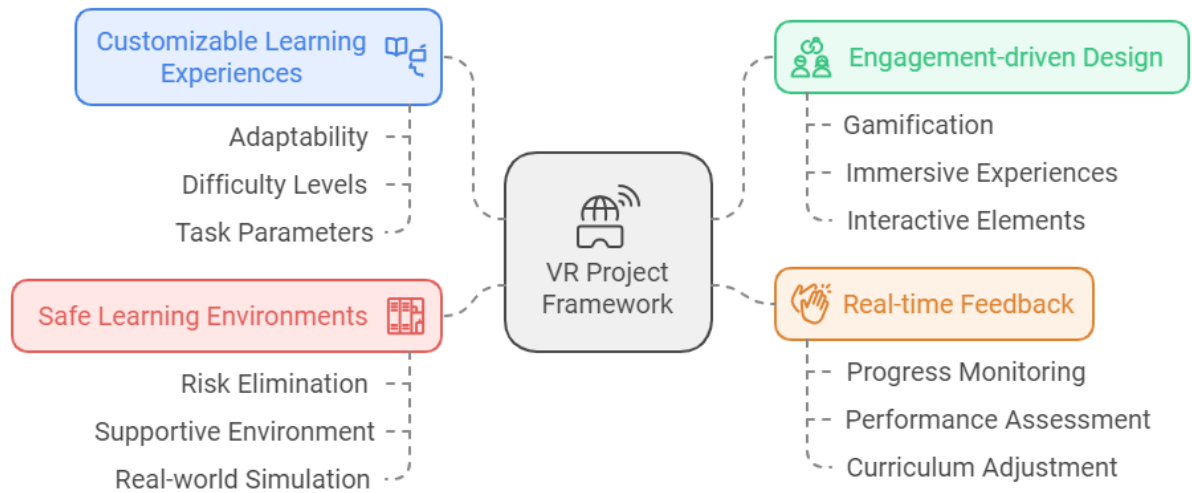 Customizable Learning
Experiences
Adaptability
Difficulty Levels
Task Parameters
Safe Learning Environments
Risk Elimination
Supportive Environment
Real-world Simulation
VR Project
Framework
Engagement-driven Design
Gamification
Immersive Experiences
Interactive Elements
Real-time Feedback
Progress Monitoring
Performance Assessment
Curriculum Adjustment